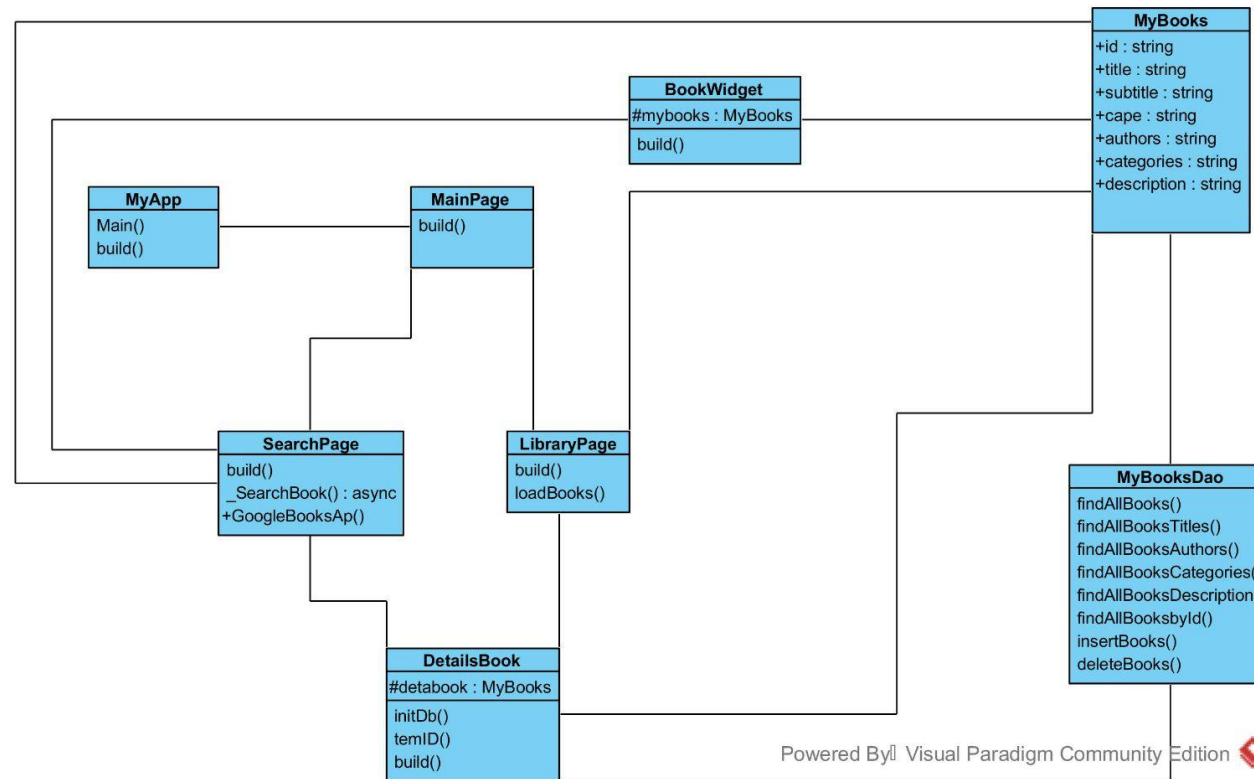 MyBooks
+id : string
+title : string
+subtitle : string
+cape : string
+authors : string
+categories : string
+description : string
BookWidget
#mybooks : MyBooks
build()
MyApp
Main()
build()
MainPage
build()
SearchPage
build()
_SearchBook() : async
+GoogleBooksAp()
LibraryPage
build()
loadBooks()
MyBooksDao
findAllBooks()
findAllBooksTitles()
findAllBooksAuthors()
findAllBooksCategories(
findAllBooksDescription
findAllBooksbyId()
insertBooks()
deleteBooks()
DetailsBook
#detabook : MyBooks
initDb()
temID()
build()
Powered By Visual Paradigm Community Edition